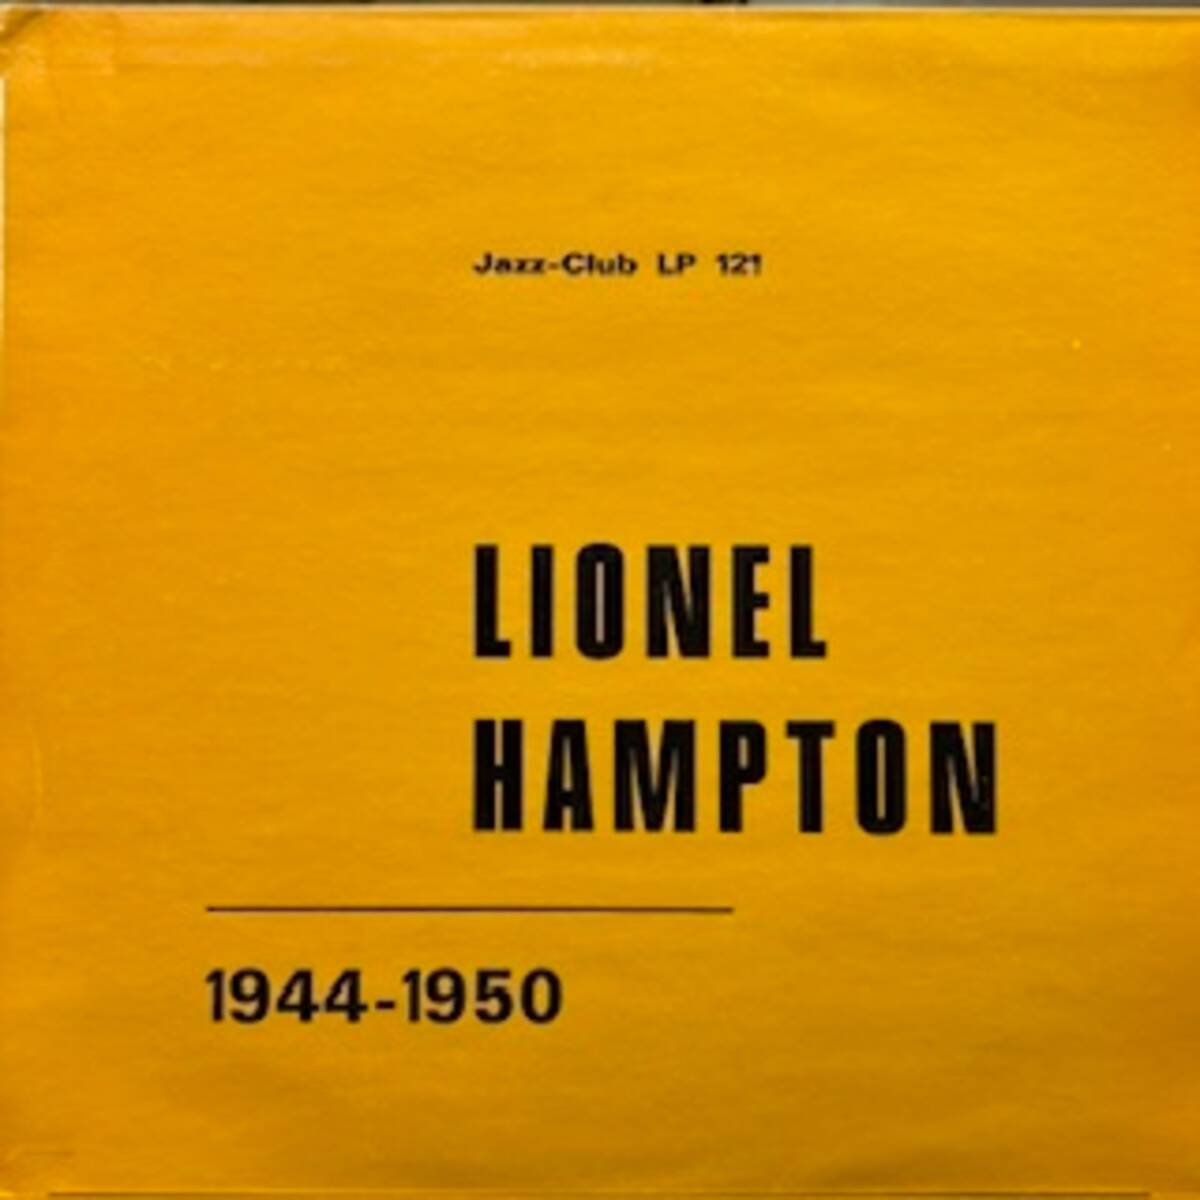 Jazz-Club LP 121
LIONEL
HAMPTON
1944-1950